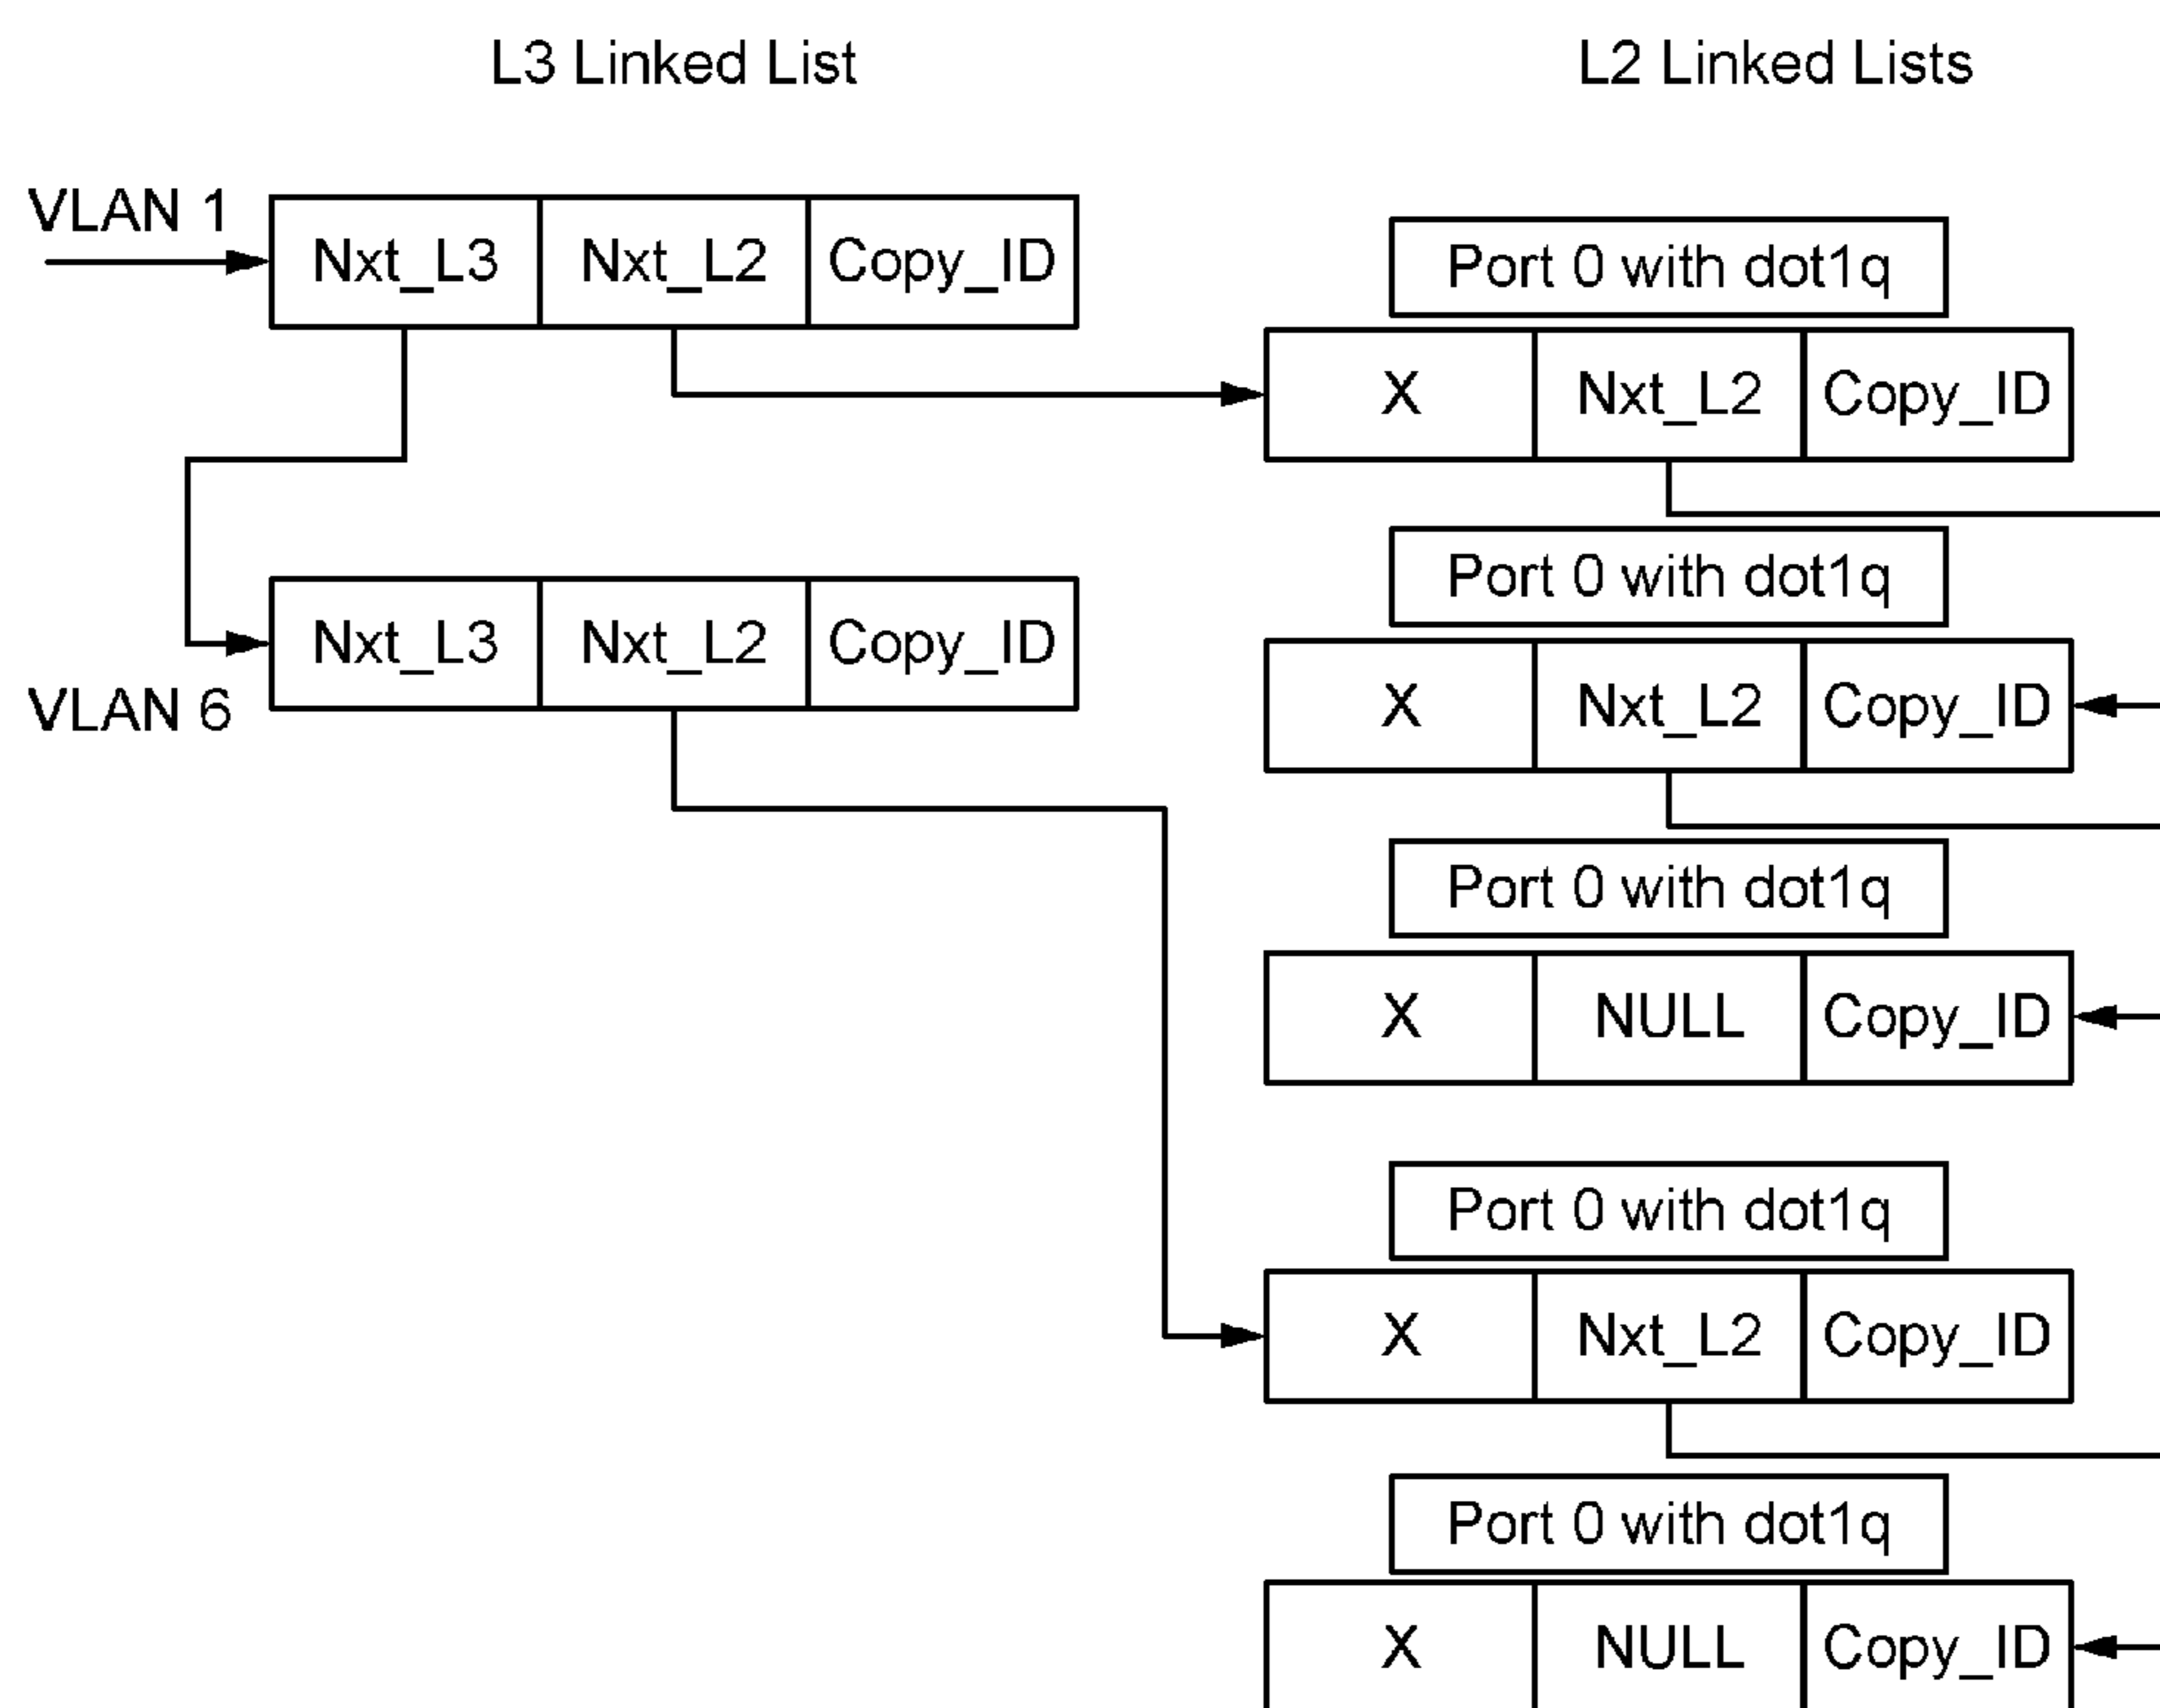 L3 Linked List
L2 Linked Lists
VLAN 1
Nxt_L3 Nxt_L2 Copy_ID
Port 0 with dot1q
X Nxt_L2 Copy_ID
Port 0 with dot1q
VLAN 6
Nxt_L3 Nxt_L2 Copy_ID
X Nxt_L2 Copy_ID
Port 0 with dot1q
X NULL Copy_ID
Port 0 with dot1q
X Nxt_L2 Copy_ID
Port 0 with dot1q
X NULL Copy_ID